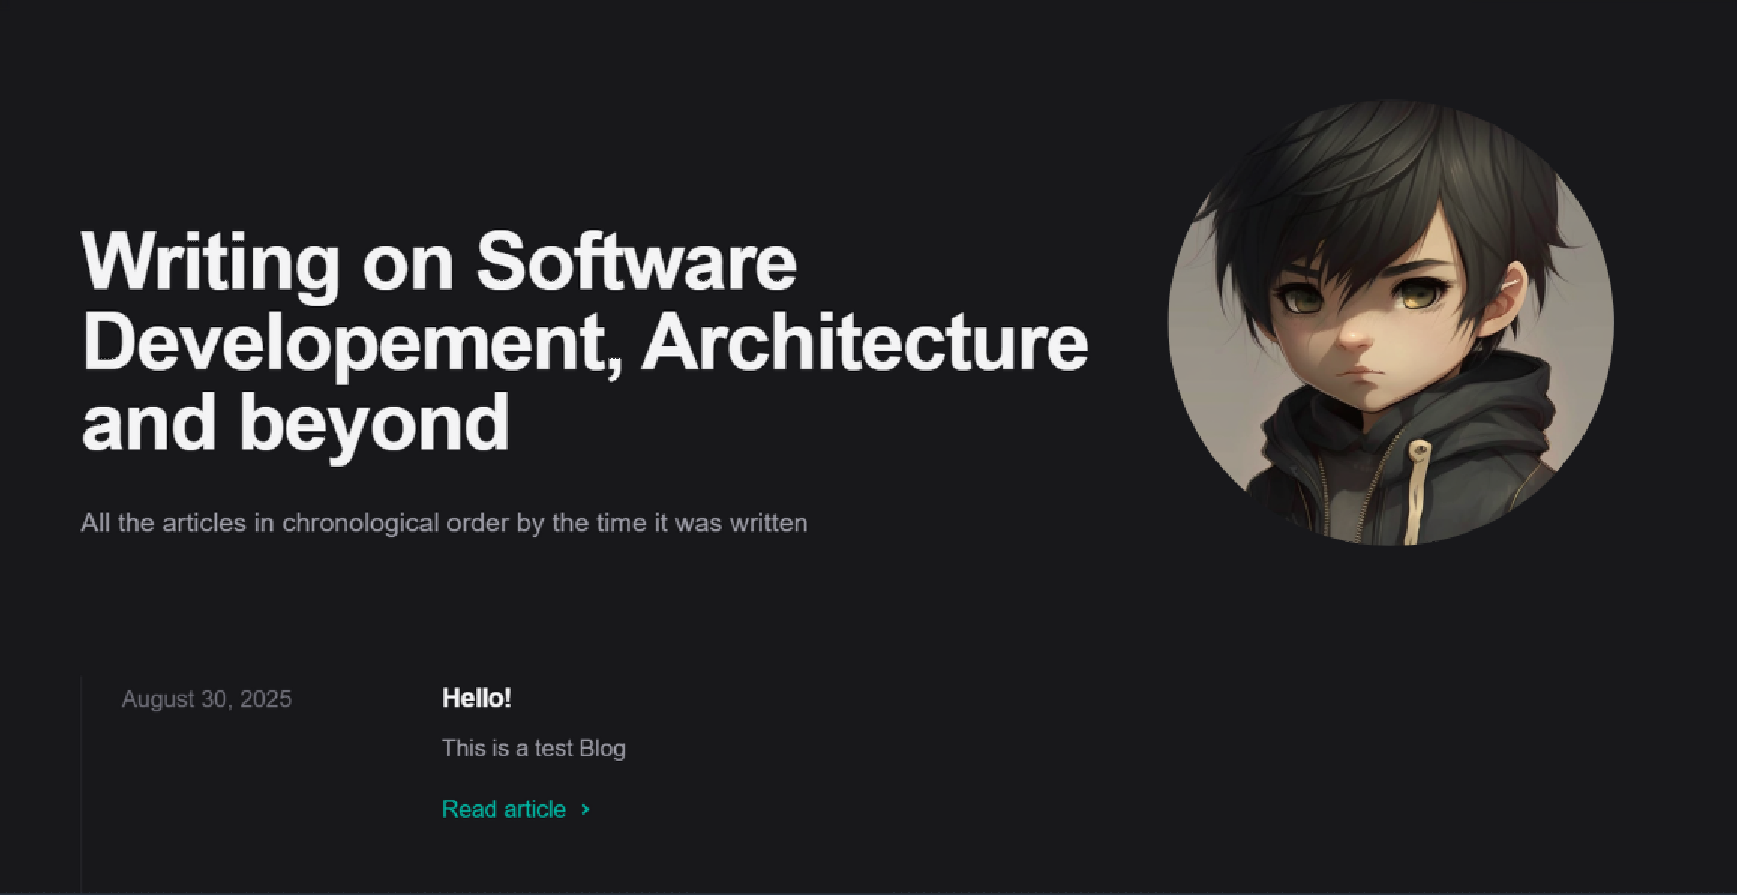 Writing on Software
Developement, Architecture
and beyond
All the articles in chronological order by the time it was written
August 30, 2025
Hello!
This is a test Blog
Read article